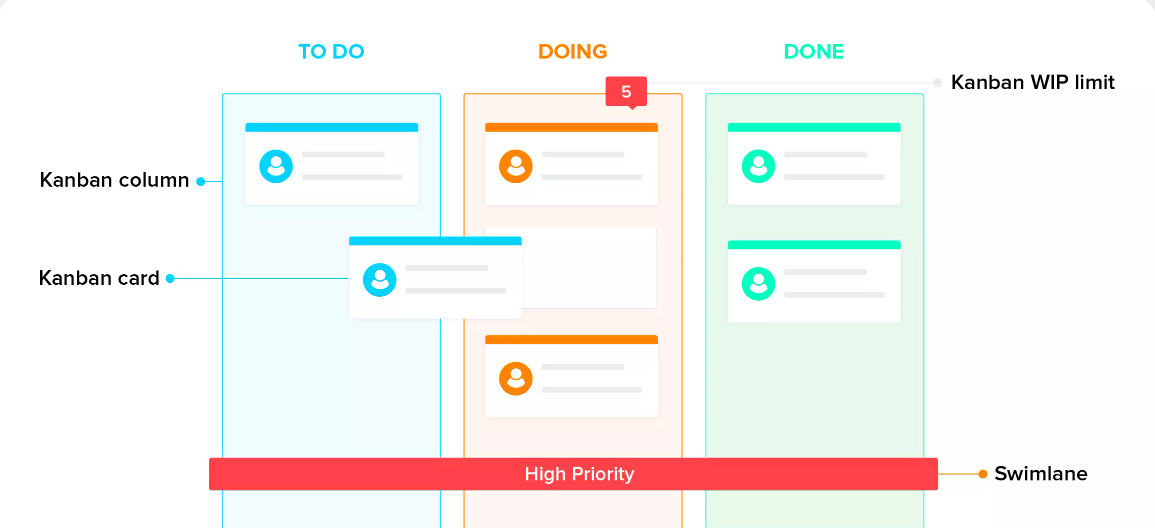 TO DO
DOING
DONE
5
Kanban WIP limit
Kanban column
Kanban card
High Priority
Swimlane